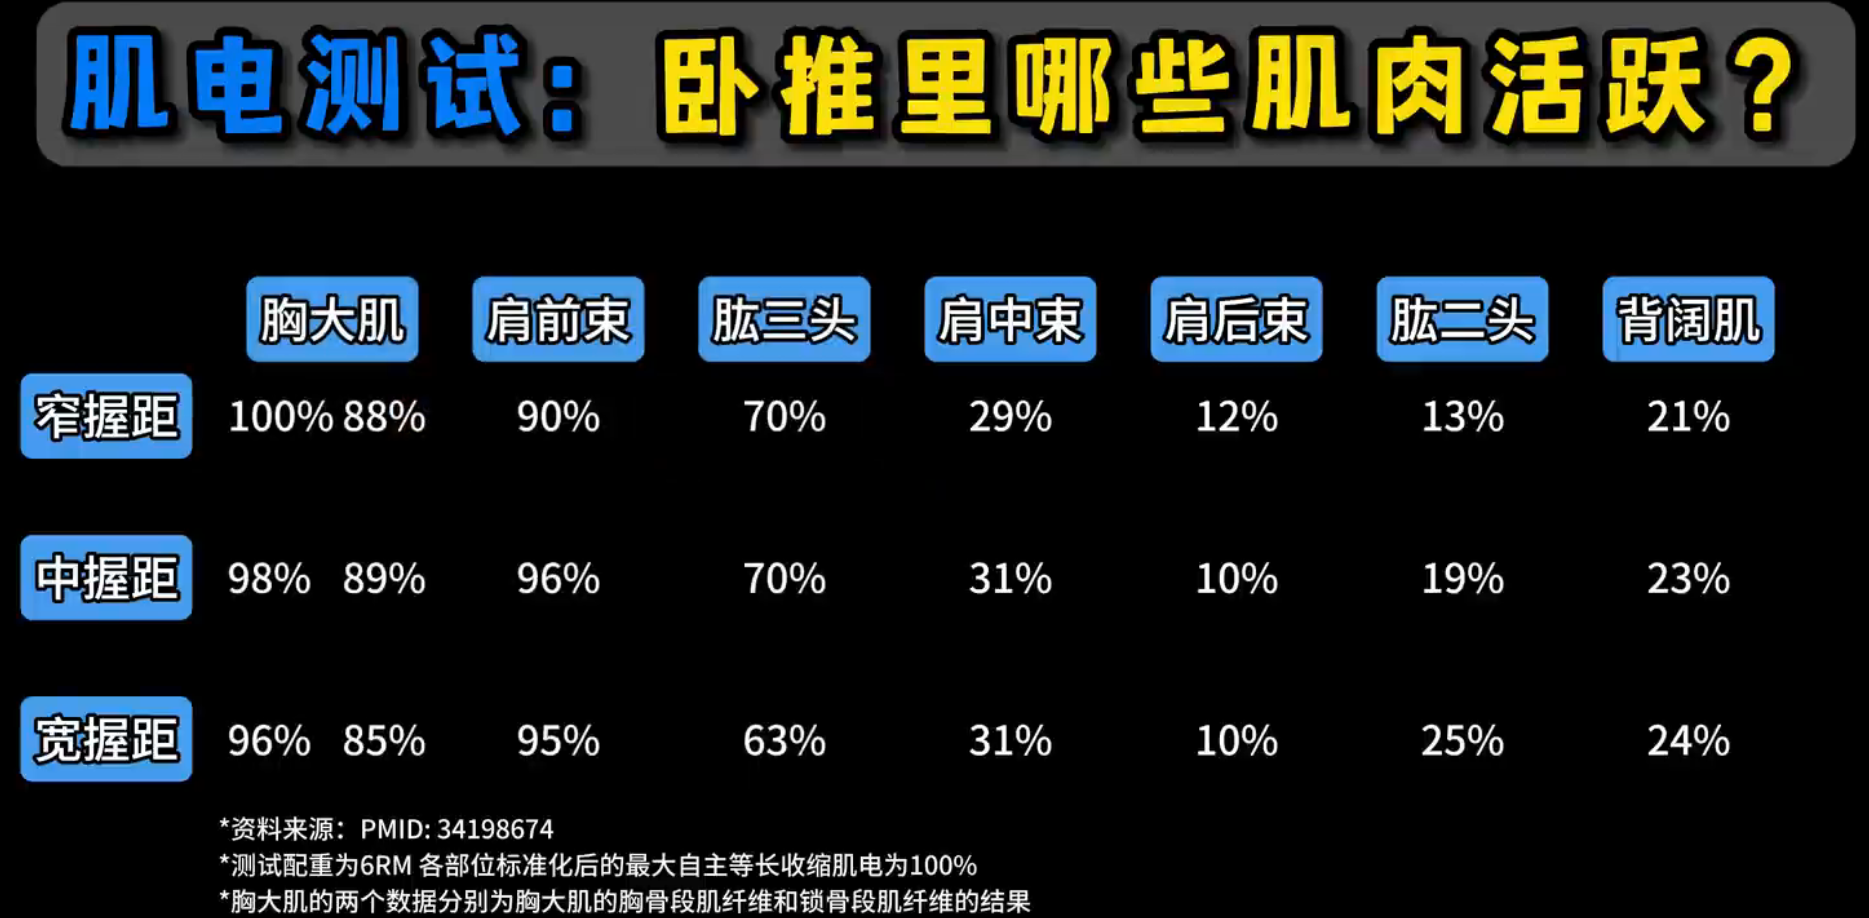 肌电测试：卧推里哪些肌肉活跃？
胸大肌 肩前束 肱三头 肩中束 肩后束 肱二头 背阔肌
窄握距 100% 88% 90% 70% 29% 12% 13% 21%
中握距 98% 89% 96% 70% 31% 10% 19% 23%
宽握距 96% 85% 95% 63% 31% 10% 25% 24%
*资料来源：PMID: 34198674
*测试配重为6RM 各部位标准化后的最大自主等长收缩肌电为100%
*胸大肌的两个数据分别为胸大肌的胸骨段肌纤维和锁骨段肌纤维的结果